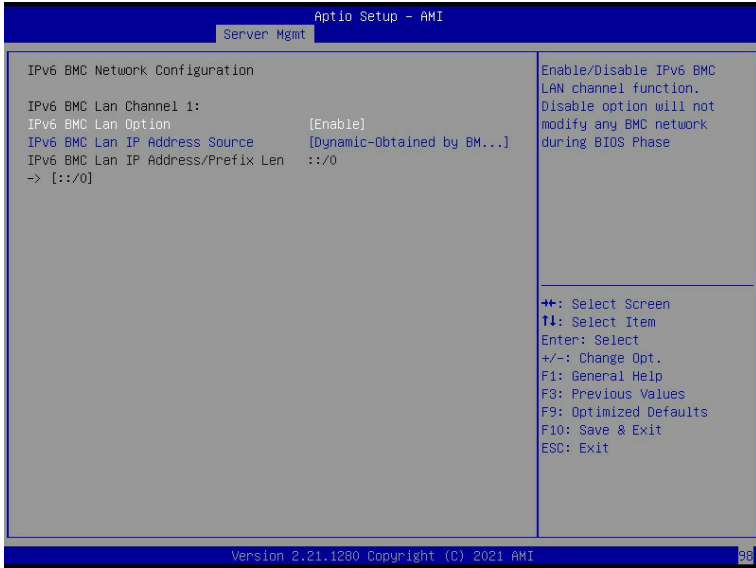 Aptio Setup – AMI
Server Mgmt
IPv6 BMC Network Configuration
IPv6 BMC Lan Channel 1:
IPv6 BMC Lan Option [Enable]
IPv6 BMC Lan IP Address Source [Dynamic-Obtained by BM...]
IPv6 BMC Lan IP Address/Prefix Len ::/0
-> [::/0]
Enable/Disable IPv6 BMC
LAN channel function.
Disable option will not
modify any BMC network
during BIOS Phase
→←: Select Screen
↑↓: Select Item
Enter: Select
+/-: Change Opt.
F1: General Help
F3: Previous Values
F9: Optimized Defaults
F10: Save & Exit
ESC: Exit
Version 2.21.1280 Copyright (C) 2021 AMI
98